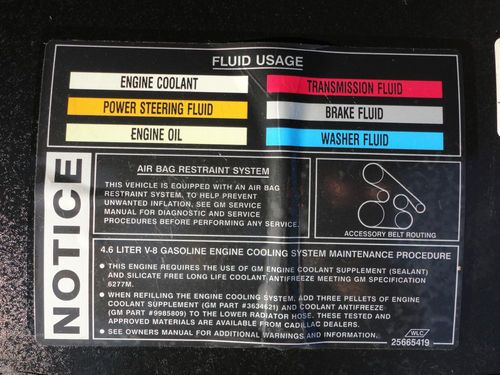 FLUID USAGE
ENGINE COOLANT
TRANSMISSION FLUID
POWER STEERING FLUID
BRAKE FLUID
ENGINE OIL
WASHER FLUID
NOTICE
AIR BAG RESTRAINT SYSTEM
THIS VEHICLE IS EQUIPPED WITH AN AIR BAG
RESTRAINT SYSTEM. TO HELP PREVENT
UNWANTED INFLATION, SEE GM SERVICE
MANUAL FOR DIAGNOSTIC AND SERVICE
PROCEDURES BEFORE PERFORMING ANY SERVICE.
ACCESSORY BELT ROUTING
4.6 LITER V-8 GASOLINE ENGINE COOLING SYSTEM MAINTENANCE PROCEDURE
• THIS ENGINE REQUIRES THE USE OF GM ENGINE COOLANT SUPPLEMENT (SEALANT)
AND SILICATE FREE LONG LIFE COOLANT ANTIFREEZE MEETING GM SPECIFICATION
6277M.
• WHEN REFILLING THE ENGINE COOLING SYSTEM, ADD THREE PELLETS OF ENGINE
COOLANT SUPPLEMENT (GM PART #3634621) AND COOLANT ANTIFREEZE
(GM PART #9985809) TO THE LOWER RADIATOR HOSE. THESE TESTED AND
APPROVED MATERIALS ARE AVAILABLE FROM CADILLAC DEALERS.
• SEE OWNERS MANUAL FOR ADDITIONAL WARNINGS AND INFORMATION.
WLC
25665419